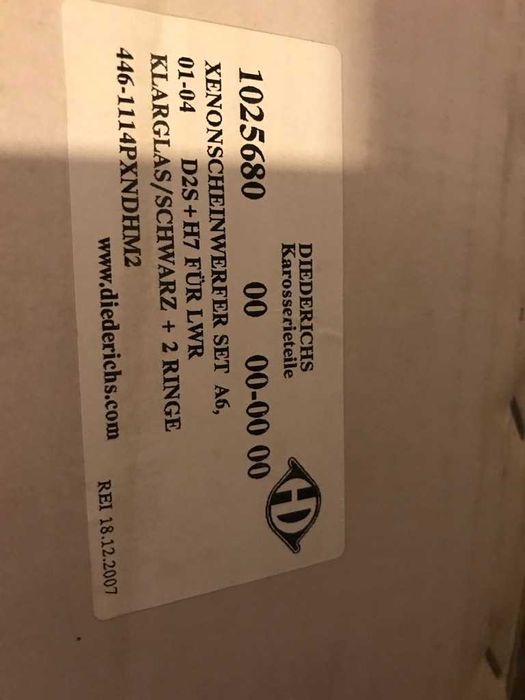 DIEDERICHS
Karosserieteile
HD
1025680 00 00-00 00
XENONSCHEINWERFER SET A6,
01-04 D2S+H7 FÜR LWR
KLARGLAS/SCHWARZ + 2 RINGE
446-1114PXNDHM2
www.diederichs.com REI 18.12.2007